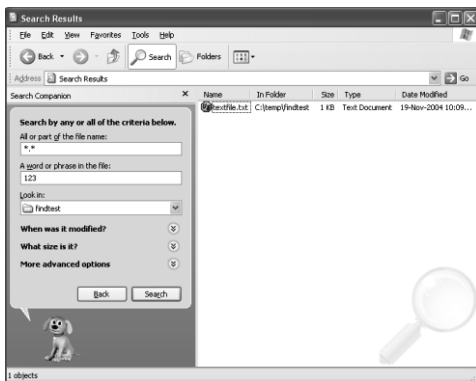 Search Results
File Edit View Favorites Tools Help
Back Search Folders
Address Search Results Go
Search Companion
Name In Folder Size Type Date Modified
textfile.txt C:\temp\findtest 1 KB Text Document 19-Nov-2004 10:09...
Search by any or all of the criteria below.
All or part of the file name:
*.*
A word or phrase in the file:
123
Look in:
findtest
When was it modified?
What size is it?
More advanced options
Back Search
1 objects